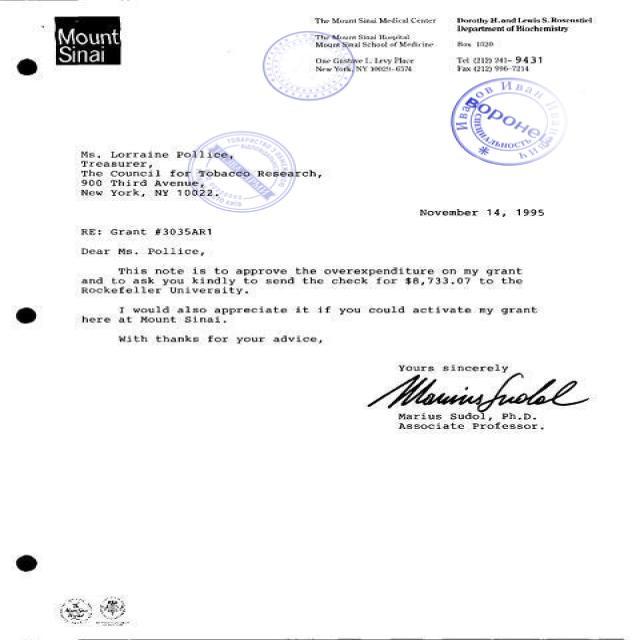 Mount
Sinai
The Mount Sinai Medical Center
The Mount Sinai Hospital
Mount Sinai School of Medicine
One Gustave L. Levy Place
New York, NY 10029-6574
Dorothy H. and Lewis S. Rosenstiel
Department of Biochemistry
Box 1020
Tel (212) 241-9431
Fax (212) 996-7214
Иванов Иван Иваныч
Воронеж
специальность
Ms. Lorraine Pollice,
Treasurer,
The Council for Tobacco Research,
900 Third Avenue,
New York, NY 10022.
November 14, 1995
RE: Grant #3035AR1
Dear Ms. Pollice,
This note is to approve the overexpenditure on my grant
and to ask you kindly to send the check for $8,733.07 to the
Rockefeller University.
I would also appreciate it if you could activate my grant
here at Mount Sinai.
With thanks for your advice,
Yours sincerely
Marius Sudol
Marius Sudol, Ph.D.
Associate Professor.